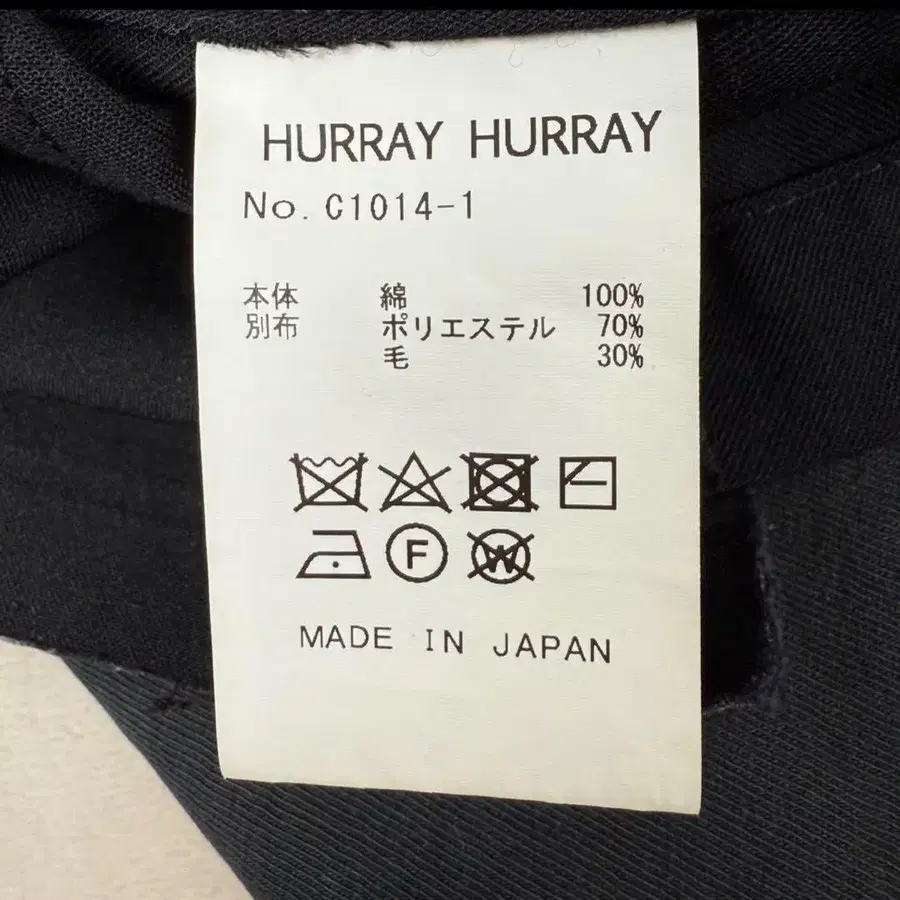 HURRAY HURRAY
No. C1014-1
本体 綿 100%
別布 ポリエステル 70%
毛 30%
F
W
MADE IN JAPAN